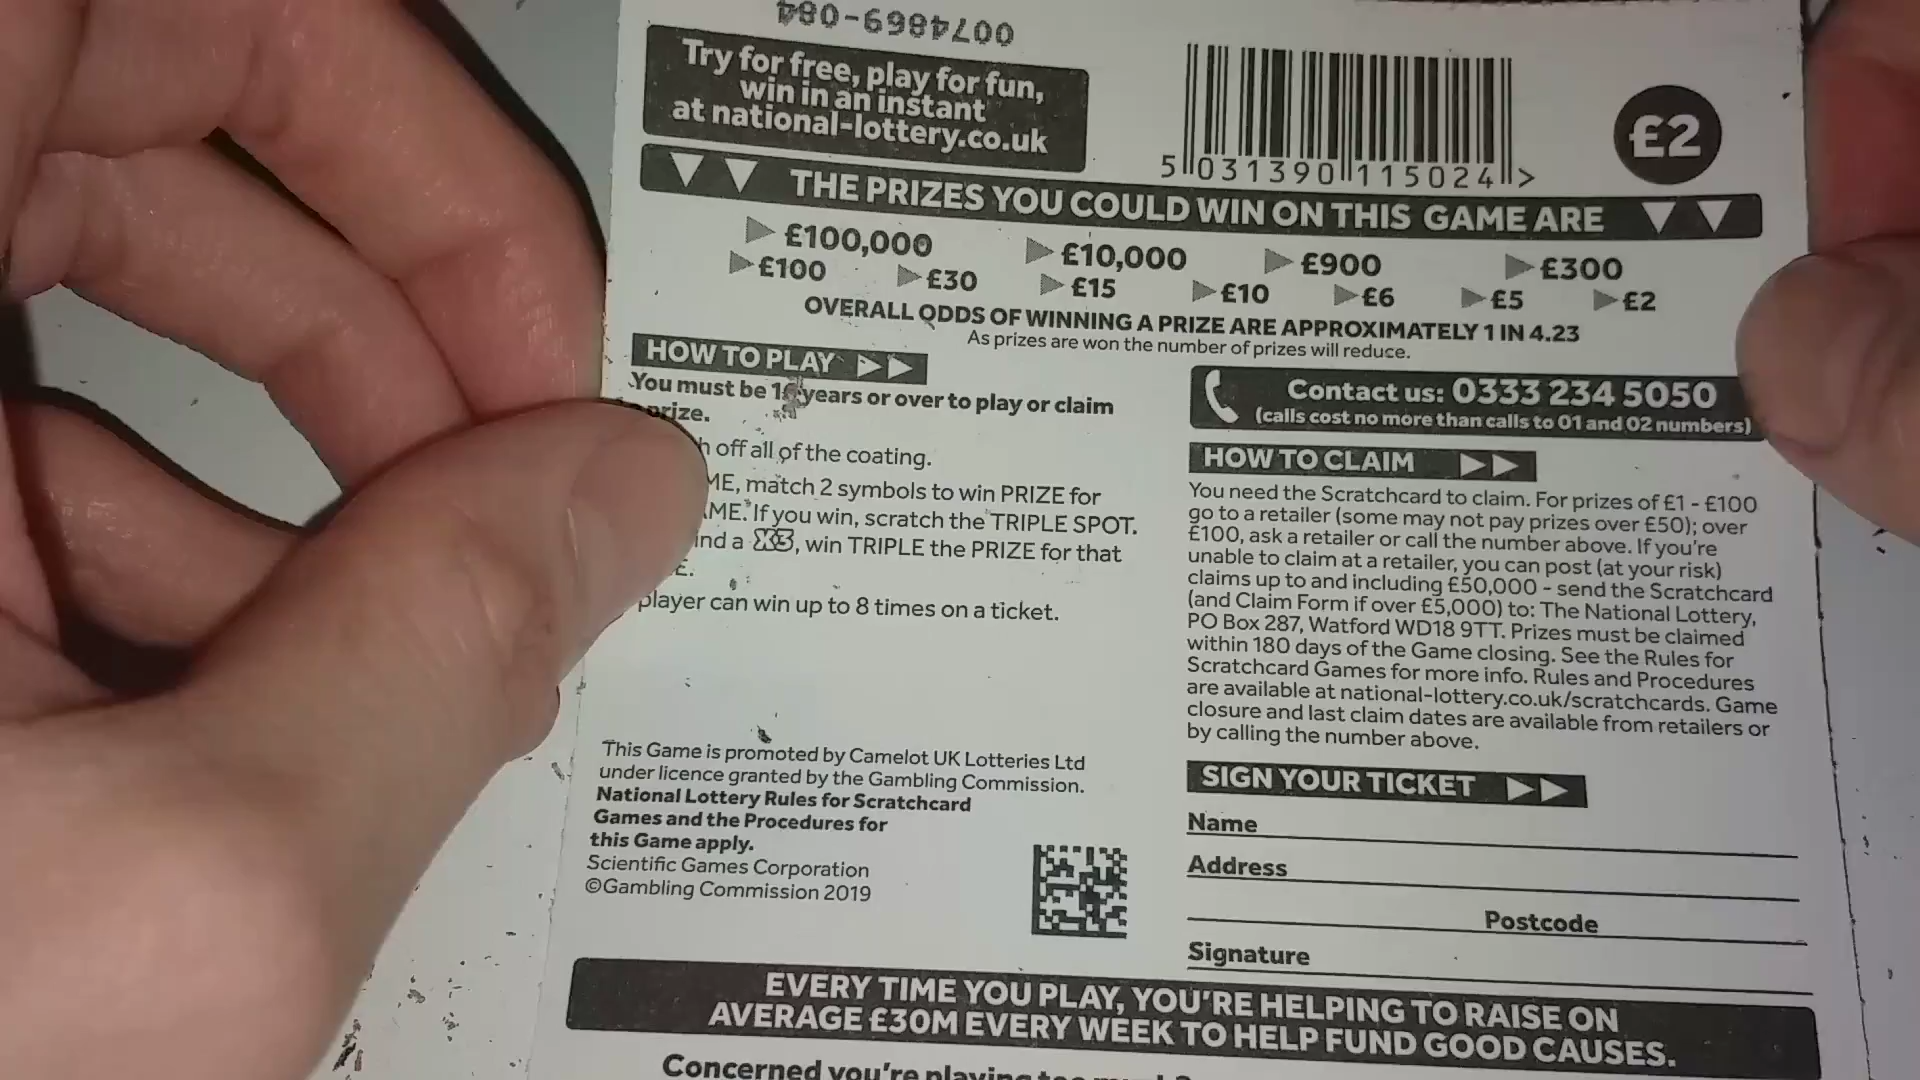 0074869-084
Try for free, play for fun,
win in an instant
at national-lottery.co.uk
5 031390 115024 >
£2
THE PRIZES YOU COULD WIN ON THIS GAME ARE
£100,000 £10,000 £900 £300
£100 £30 £15 £10 £6 £5 £2
OVERALL ODDS OF WINNING A PRIZE ARE APPROXIMATELY 1 IN 4.23
As prizes are won the number of prizes will reduce.
HOW TO PLAY
You must be 16 years or over to play or claim
prize.
off all of the coating.
match 2 symbols to win PRIZE for
If you win, scratch the TRIPLE SPOT.
a X3, win TRIPLE the PRIZE for that
player can win up to 8 times on a ticket.
This Game is promoted by Camelot UK Lotteries Ltd
under licence granted by the Gambling Commission.
National Lottery Rules for Scratchcard
Games and the Procedures for
this Game apply.
Scientific Games Corporation
©Gambling Commission 2019
Contact us: 0333 234 5050
(calls cost no more than calls to 01 and 02 numbers)
HOW TO CLAIM
You need the Scratchcard to claim. For prizes of £1 - £100
go to a retailer (some may not pay prizes over £50); over
£100, ask a retailer or call the number above. If you're
unable to claim at a retailer, you can post (at your risk)
claims up to and including £50,000 - send the Scratchcard
(and Claim Form if over £5,000) to: The National Lottery,
PO Box 287, Watford WD18 9TT. Prizes must be claimed
within 180 days of the Game closing. See the Rules for
Scratchcard Games for more info. Rules and Procedures
are available at national-lottery.co.uk/scratchcards. Game
closure and last claim dates are available from retailers or
by calling the number above.
SIGN YOUR TICKET
Name
Address
Postcode
Signature
EVERY TIME YOU PLAY, YOU'RE HELPING TO RAISE ON
AVERAGE £30M EVERY WEEK TO HELP FUND GOOD CAUSES.
Concerned you're playing too much?